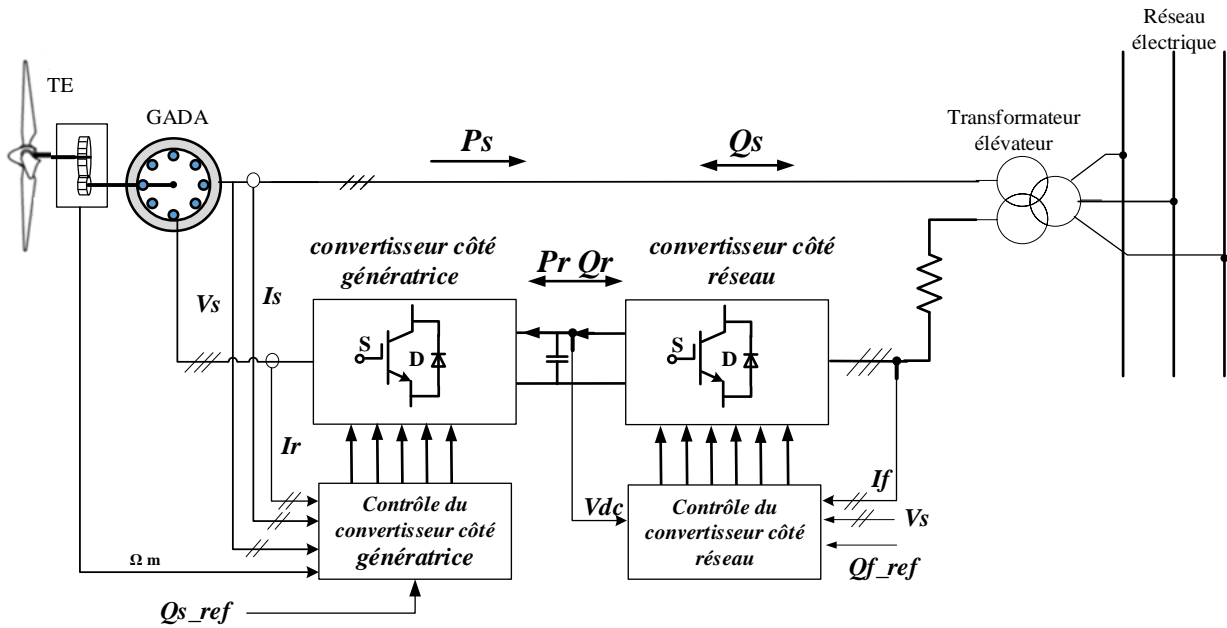 Réseau
électrique
TE
GADA
Ps
Qs
Transformateur
élévateur
convertisseur côté
génératrice
Pr Qr
convertisseur côté
réseau
Vs
Is
S
D
S
D
Ir
If
Contrôle du
convertisseur côté
génératrice
Vdc
Contrôle du
convertisseur côté
réseau
Vs
Ω m
Qf_ref
Qs_ref